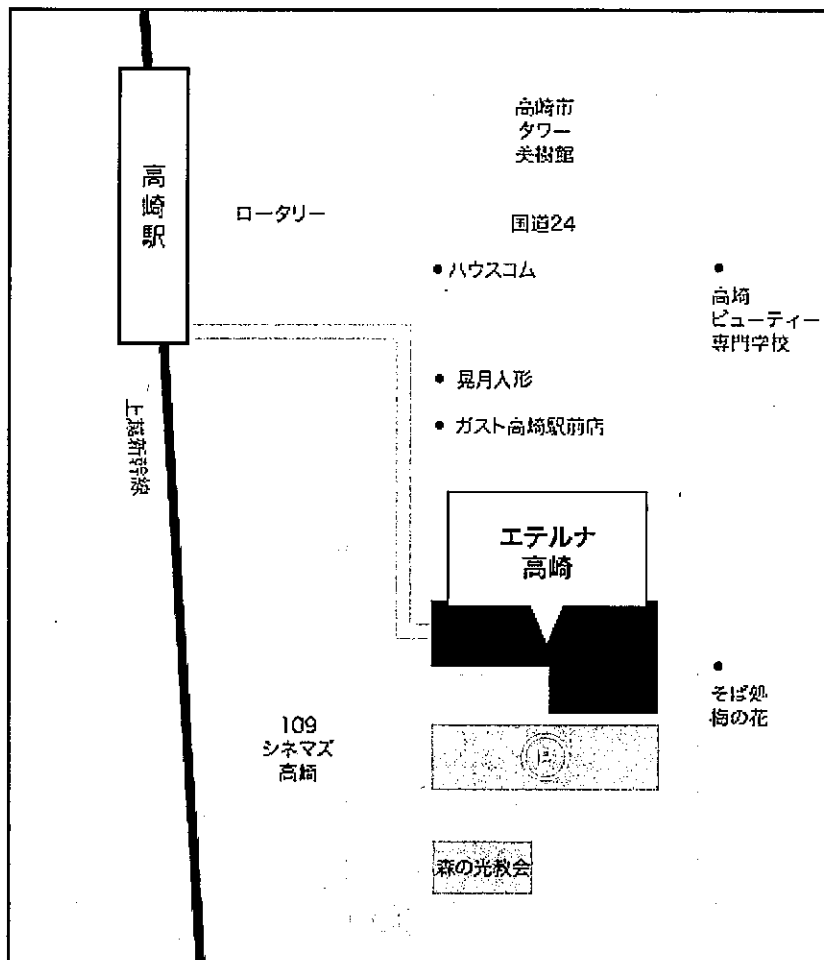 高崎駅
ロータリー
高崎市
タワー
美樹館
国道24
ハウスコム
高崎
ビューティー
専門学校
晃月人形
ガスト高崎駅前店
上越新幹線
エテルナ
高崎
そば処
梅の花
109
シネマズ
高崎
森の光教会